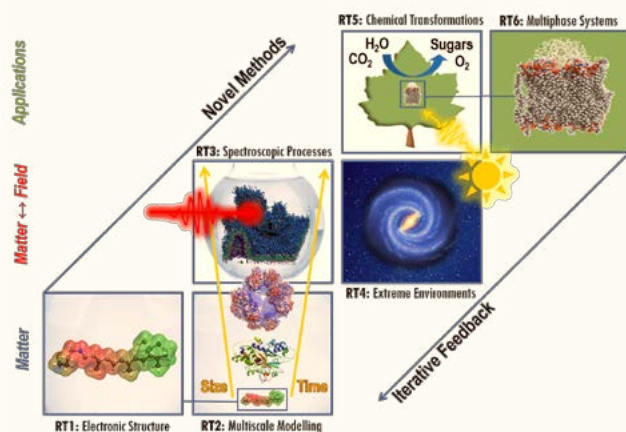 RT5: Chemical Transformations
RT6: Multiphase Systems
H2O
Sugars
CO2
O2
Applications
Novel Methods
RT3: Spectroscopic Processes
Matter ↔ Field
RT4: Extreme Environments
Matter
Size
Time
Iterative Feedback
RT1: Electronic Structure
RT2: Multiscale Modelling